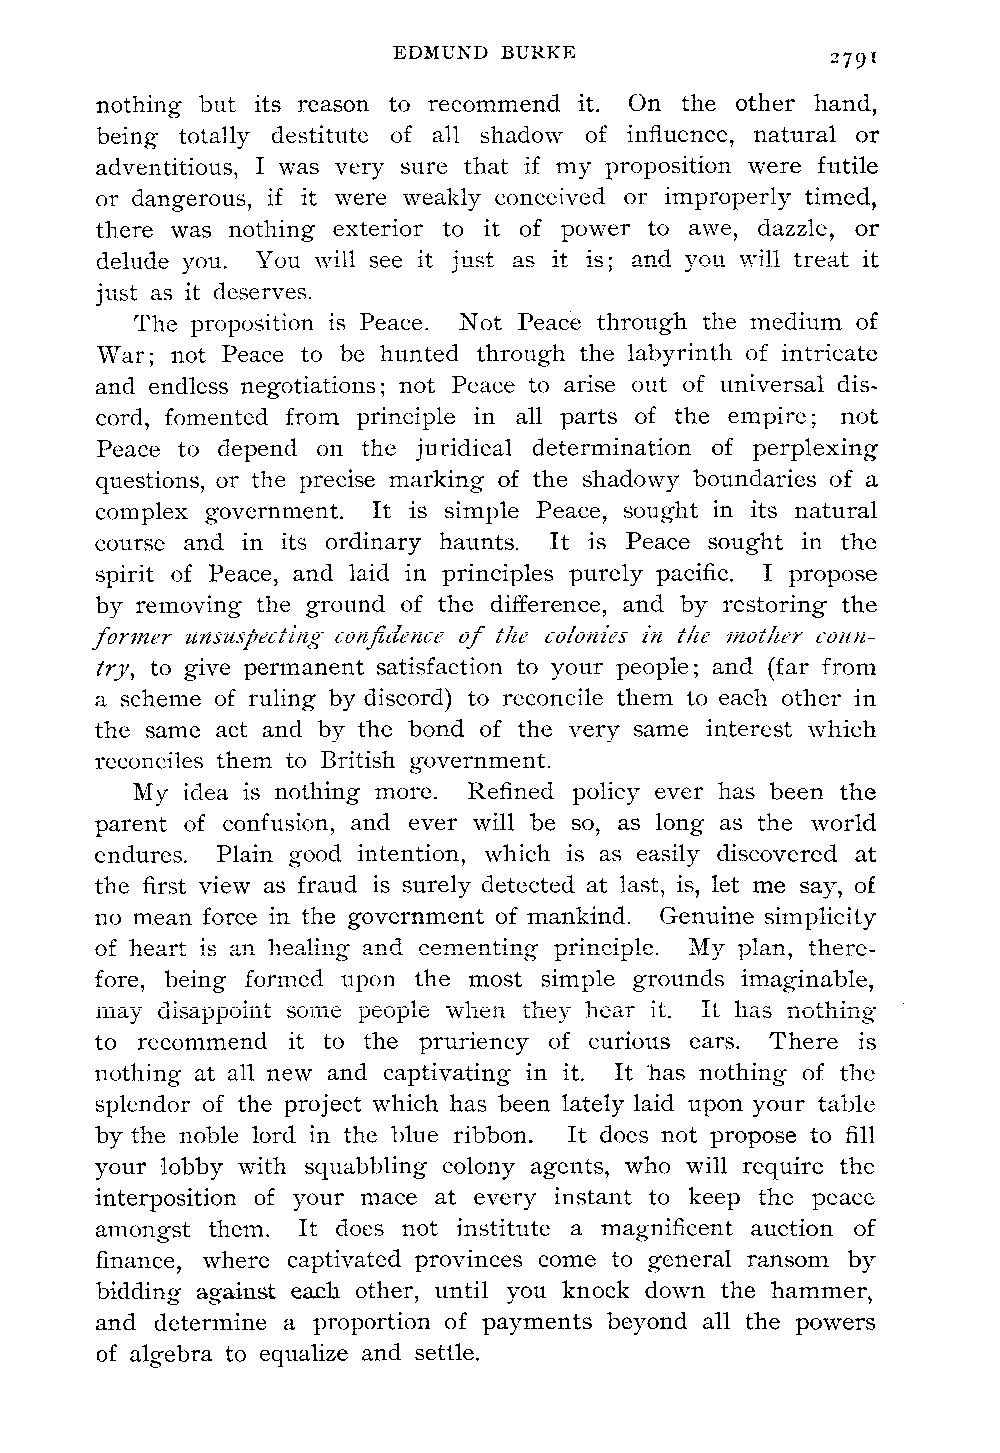 EDMUND BURKE 2791
nothing but its reason to recommend it. On the other hand,
being totally destitute of all shadow of influence, natural or
adventitious, I was very sure that if my proposition were futile
or dangerous, if it were weakly conceived or improperly timed,
there was nothing exterior to it of power to awe, dazzle, or
delude you. You will see it just as it is; and you will treat it
just as it deserves.
The proposition is Peace. Not Peace through the medium of
War; not Peace to be hunted through the labyrinth of intricate
and endless negotiations; not Peace to arise out of universal dis-
cord, fomented from principle in all parts of the empire; not
Peace to depend on the juridical determination of perplexing
questions, or the precise marking of the shadowy boundaries of a
complex government. It is simple Peace, sought in its natural
course and in its ordinary haunts. It is Peace sought in the
spirit of Peace, and laid in principles purely pacific. I propose
by removing the ground of the difference, and by restoring the
former unsuspecting confidence of the colonies in the mother coun-
try, to give permanent satisfaction to your people; and (far from
a scheme of ruling by discord) to reconcile them to each other in
the same act and by the bond of the very same interest which
reconciles them to British government.
My idea is nothing more. Refined policy ever has been the
parent of confusion, and ever will be so, as long as the world
endures. Plain good intention, which is as easily discovered at
the first view as fraud is surely detected at last, is, let me say, of
no mean force in the government of mankind. Genuine simplicity
of heart is an healing and cementing principle. My plan, there-
fore, being formed upon the most simple grounds imaginable,
may disappoint some people when they hear it. It has nothing
to recommend it to the pruriency of curious ears. There is
nothing at all new and captivating in it. It has nothing of the
splendor of the project which has been lately laid upon your table
by the noble lord in the blue ribbon. It does not propose to fill
your lobby with squabbling colony agents, who will require the
interposition of your mace at every instant to keep the peace
amongst them. It does not institute a magnificent auction of
finance, where captivated provinces come to general ransom by
bidding against each other, until you knock down the hammer,
and determine a proportion of payments beyond all the powers
of algebra to equalize and settle.